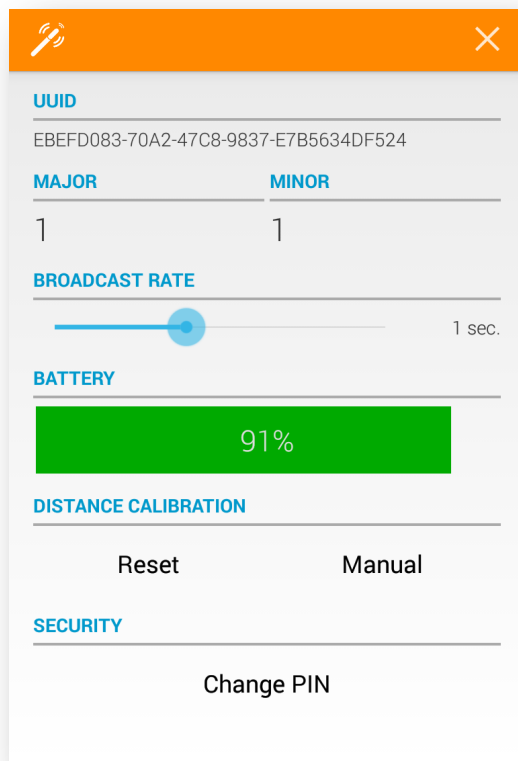 UUID
EBEFD083-70A2-47C8-9837-E7B5634DF524
MAJOR MINOR
1 1
BROADCAST RATE
1 sec.
BATTERY
91%
DISTANCE CALIBRATION
Reset Manual
SECURITY
Change PIN